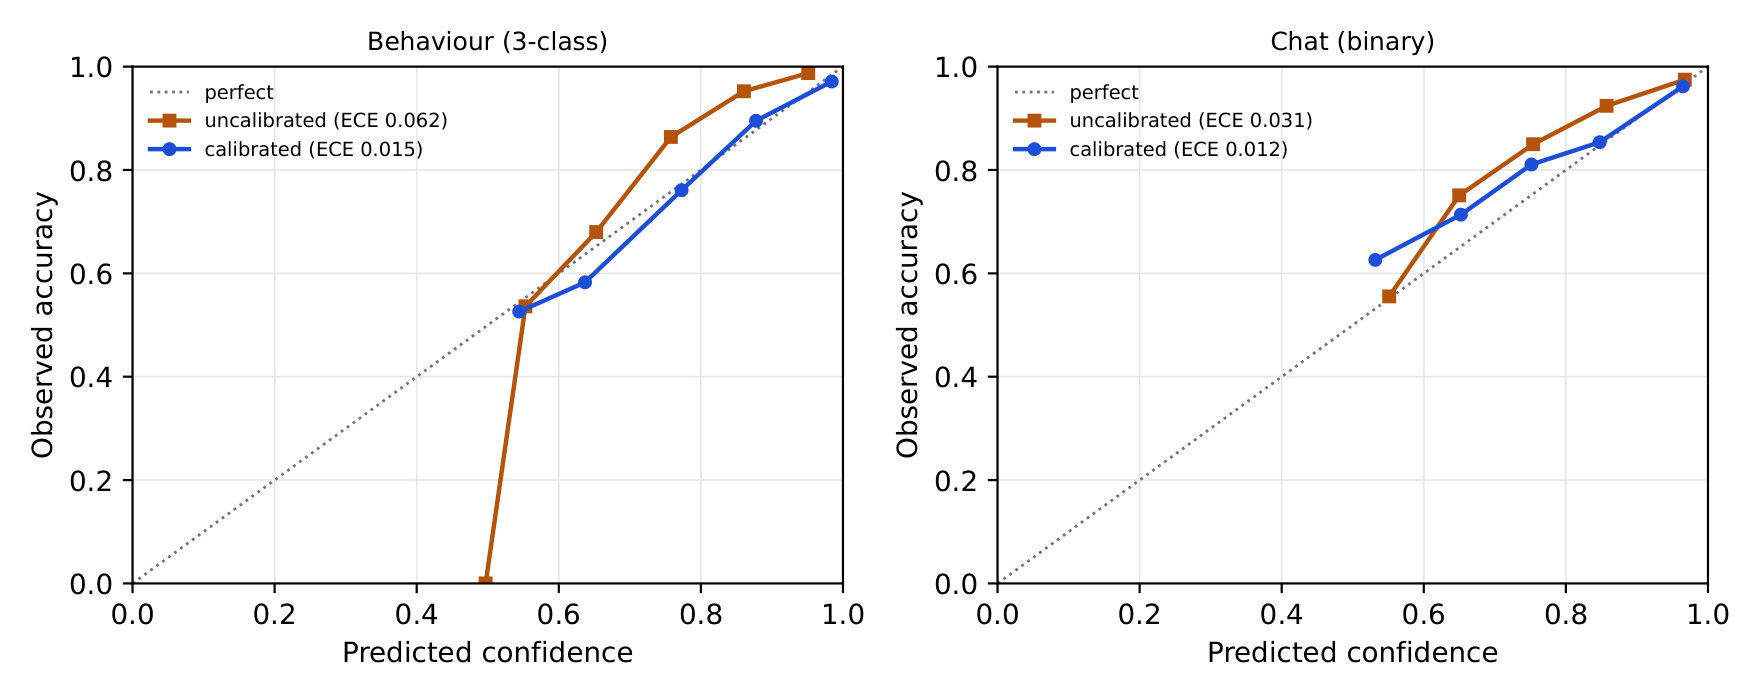 Behaviour (3-class)
1.0
0.8
0.6
0.4
0.2
0.0
Observed accuracy
perfect
uncalibrated (ECE 0.062)
calibrated (ECE 0.015)
0.0 0.2 0.4 0.6 0.8 1.0
Predicted confidence
Chat (binary)
1.0
0.8
0.6
0.4
0.2
0.0
Observed accuracy
perfect
uncalibrated (ECE 0.031)
calibrated (ECE 0.012)
0.0 0.2 0.4 0.6 0.8 1.0
Predicted confidence